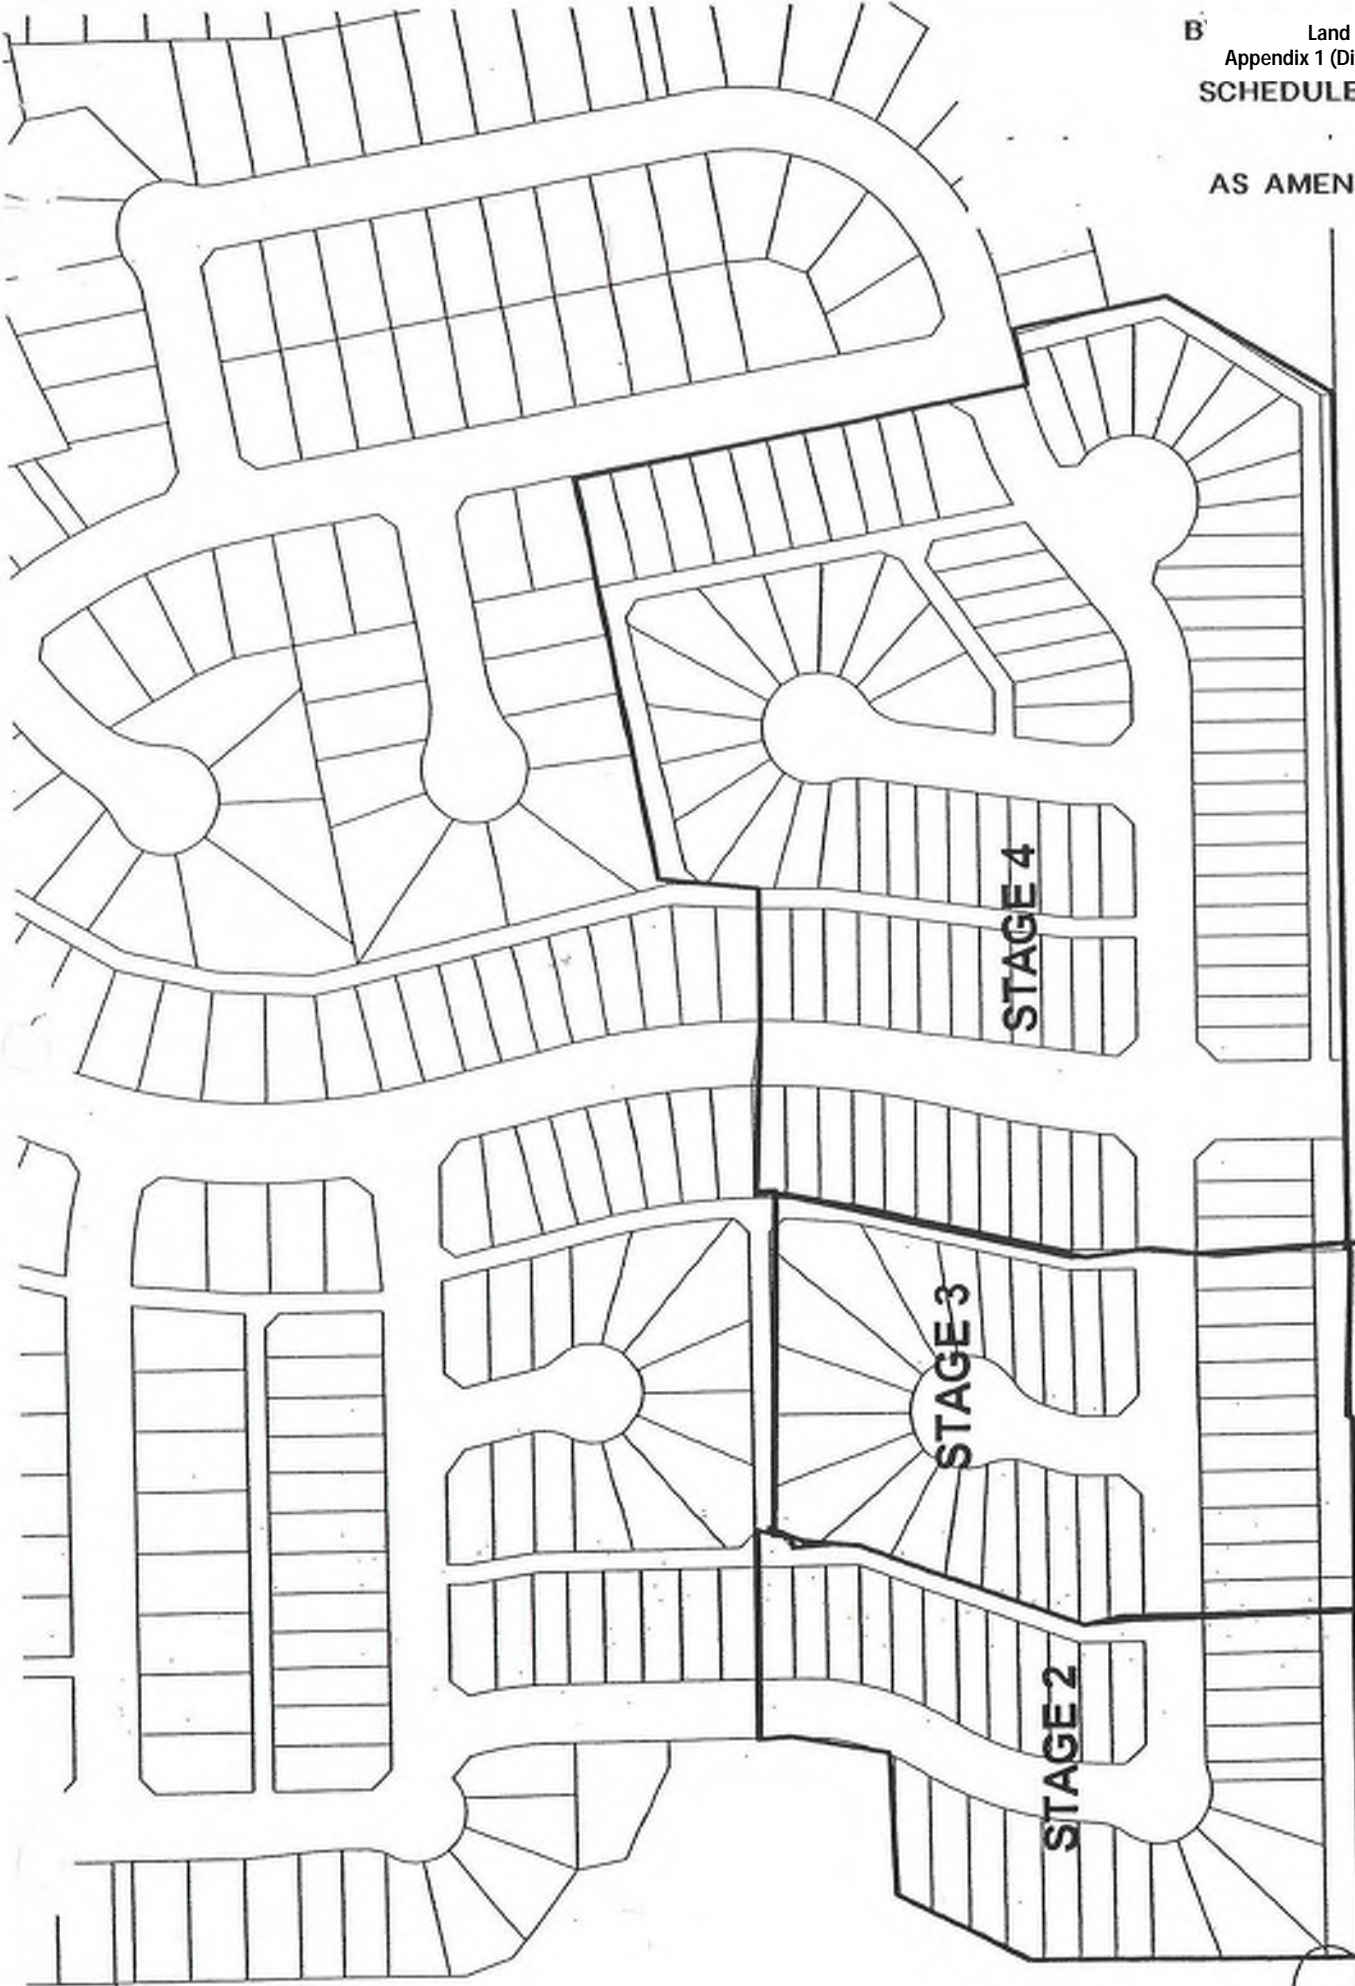 B'
Land
Appendix 1 (Di
SCHEDULE
AS AMEN
STAGE 4
STAGE 3
STAGE 2